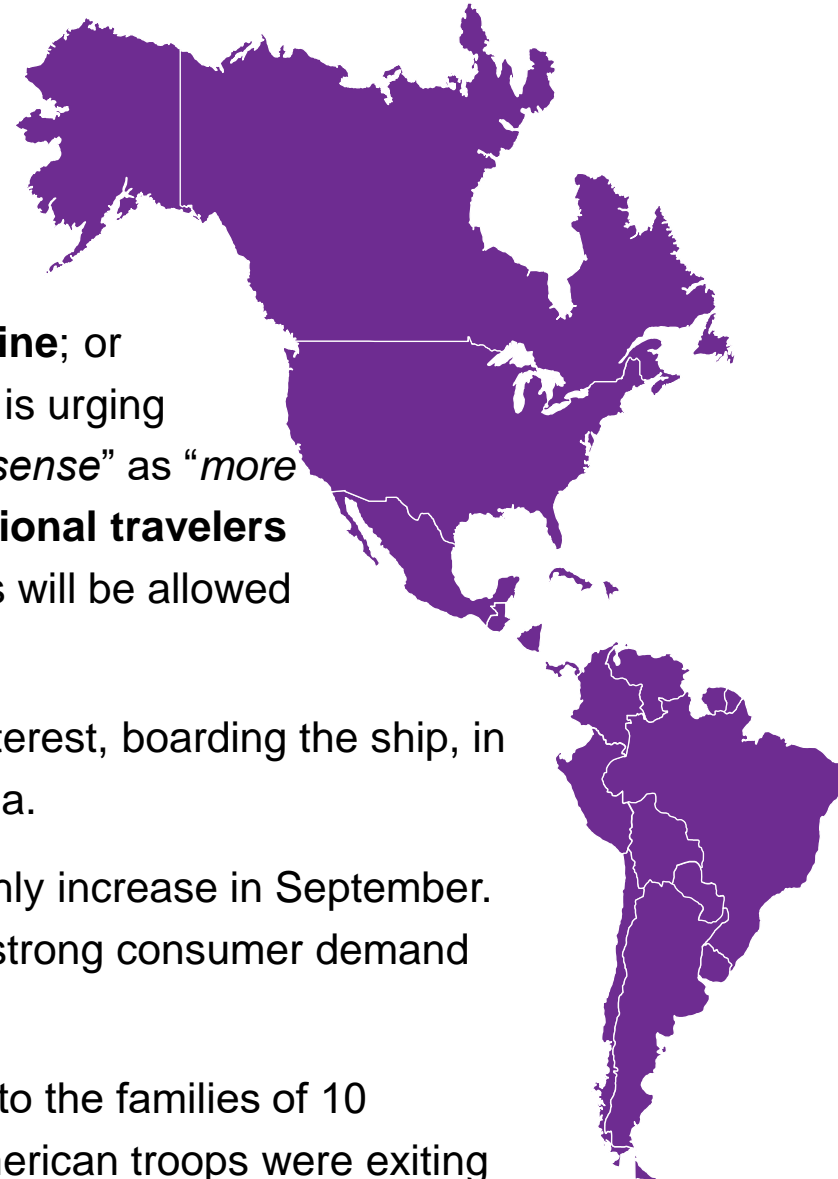 ine; or
is urging
sense” as “more
ional travelers
s will be allowed
terest, boarding the ship, in
a.
nly increase in September.
strong consumer demand
to the families of 10
nerican troops were exiting